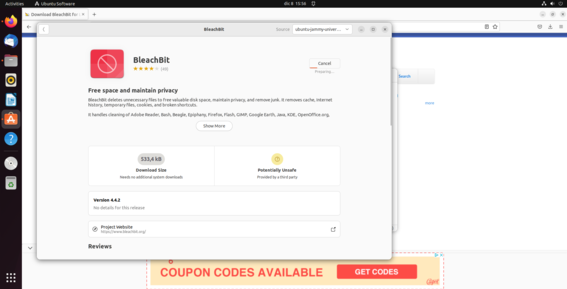 Activities
Ubuntu Software
dic 8 13:56
Download BleachBit for
BleachBit
Source
ubuntu-jammy-univer...
BleachBit
Cancel
Preparing...
Free space and maintain privacy
BleachBit deletes unnecessary files to free valuable disk space, maintain privacy, and remove junk. It removes cache, internet
history, temporary files, cookies, and broken shortcuts.
It handles cleaning of Adobe Reader, Bash, Beagle, Epiphany, Firefox, Flash, GIMP, Google Earth, Java, KDE, OpenOffice.org,
Show More
533,4 kB
Download Size
Needs no additional system downloads
Potentially Unsafe
Provided by a third party
Version 4.4.2
No details for this release
Project Website
https://www.bleachbit.org/
Reviews
Search
COUPON CODES AVAILABLE
GET CODES